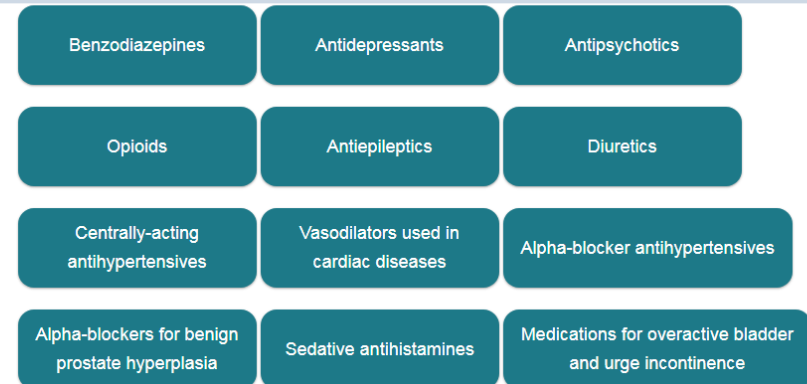 Benzodiazepines
Antidepressants
Antipsychotics
Opioids
Antiepileptics
Diuretics
Centrally-acting
antihypertensives
Vasodilators used in
cardiac diseases
Alpha-blocker antihypertensives
Alpha-blockers for benign
prostate hyperplasia
Sedative antihistamines
Medications for overactive bladder
and urge incontinence